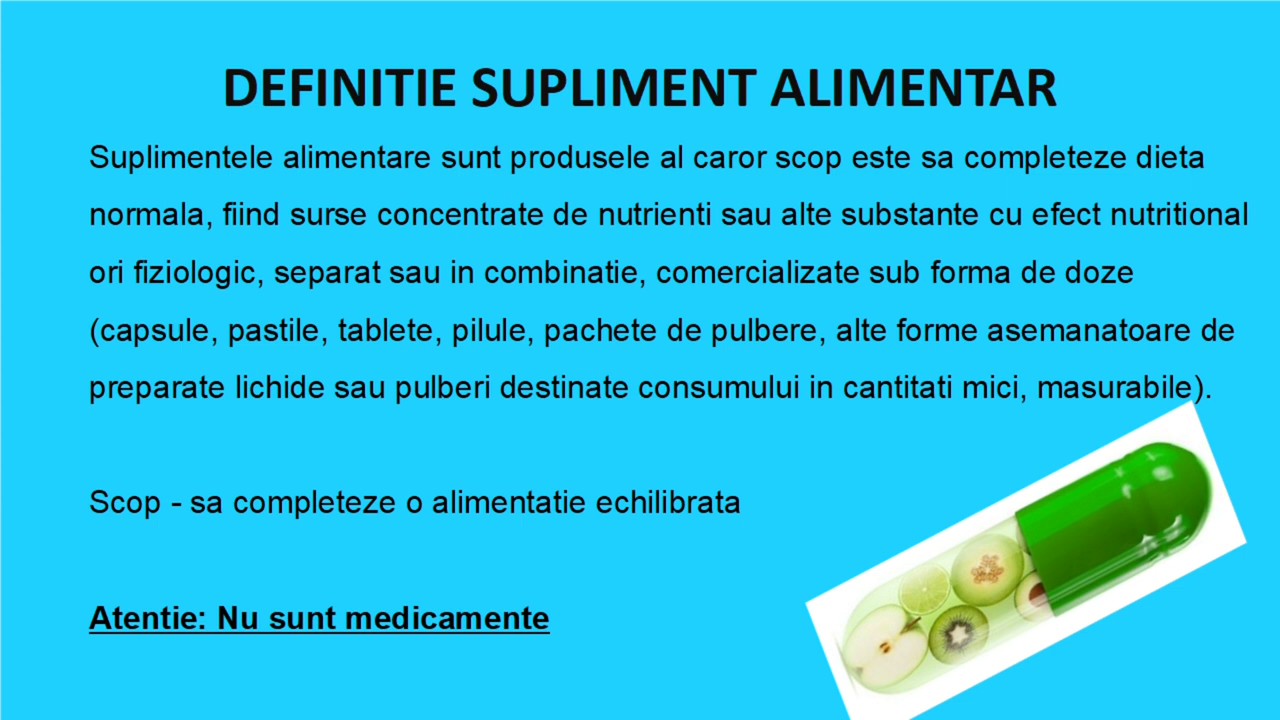 DEFINITIE SUPLIMENT ALIMENTAR
Suplimentele alimentare sunt produsele al caror scop este sa completeze dieta
normala, fiind surse concentrate de nutrienti sau alte substante cu efect nutritional
ori fiziologic, separat sau in combinatie, comercializate sub forma de doze
(capsule, pastile, tablete, pilule, pachete de pulbere, alte forme asemanatoare de
preparate lichide sau pulberi destinate consumului in cantitati mici, masurabile).
Scop - sa completeze o alimentatie echilibrata
Atentie: Nu sunt medicamente